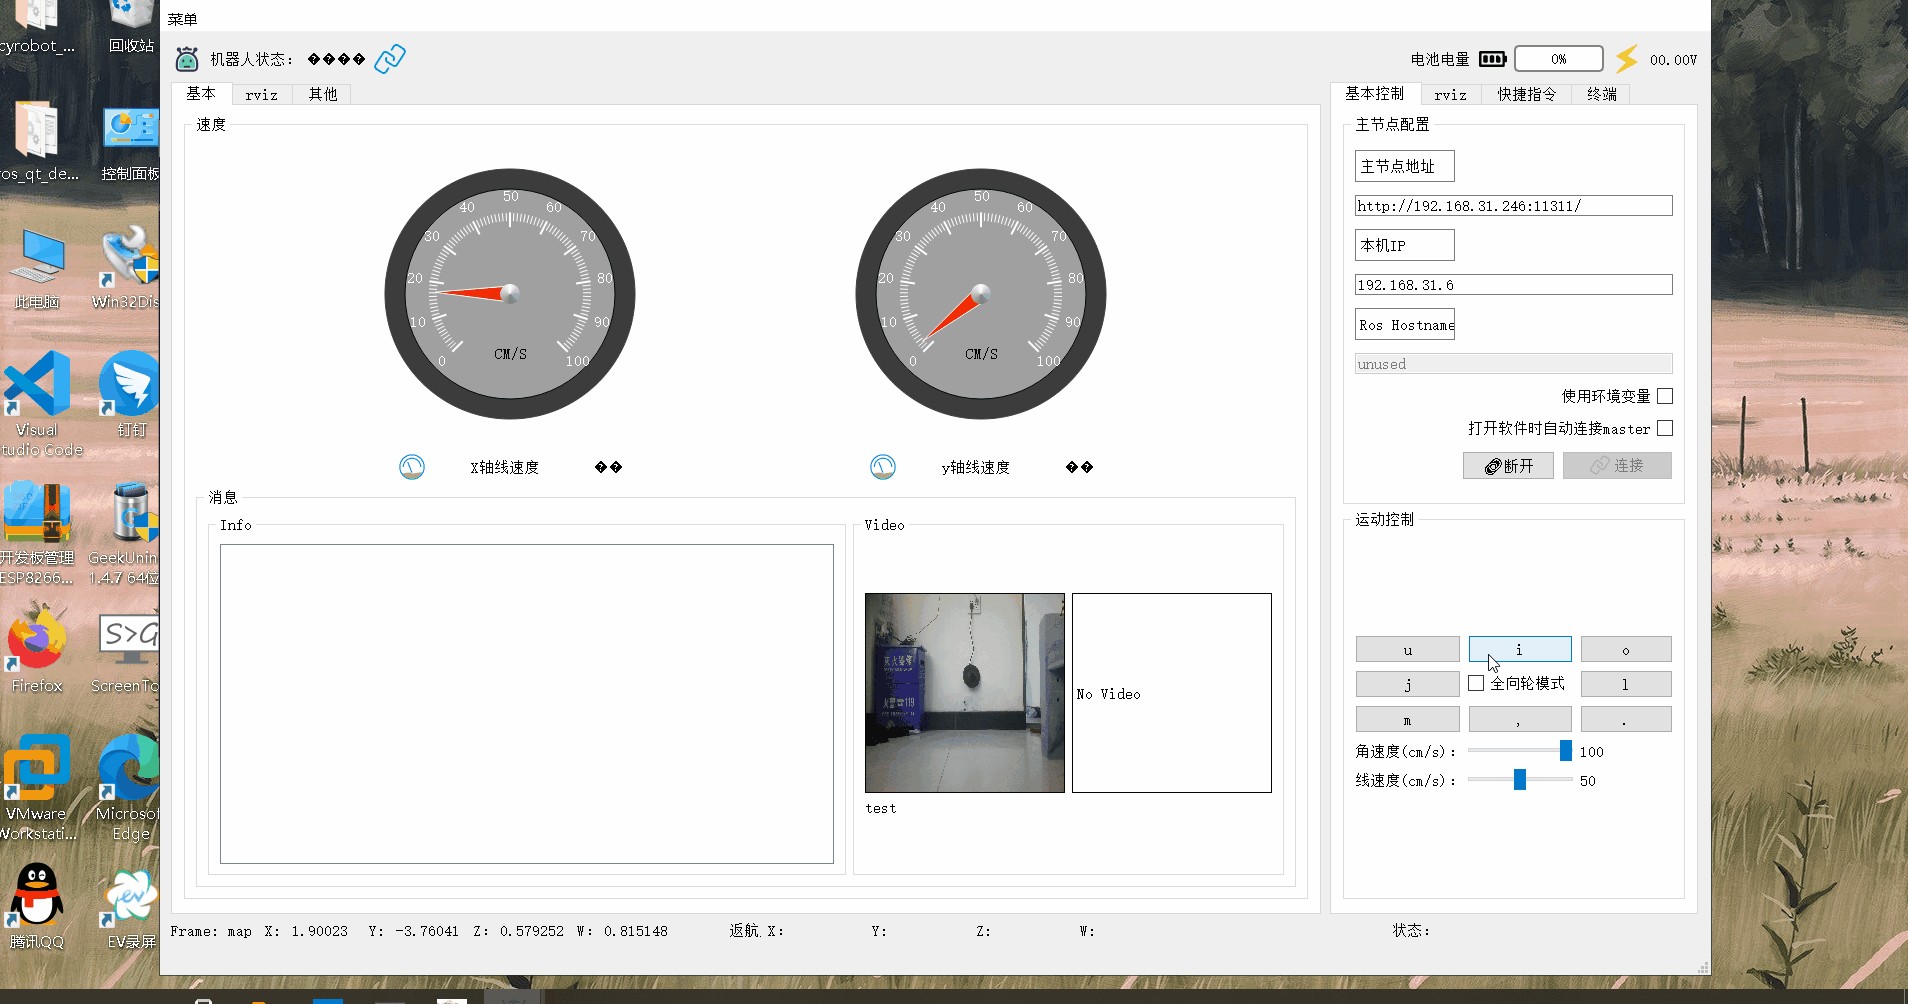 菜单
机器人状态: ����
电池电量 0% 00.00V
基本 rviz 其他
基本控制 rviz 快捷指令 终端
速度
0 10 20 30 40 50 60 70 80 90 100
CM/S
0 10 20 30 40 50 60 70 80 90 100
CM/S
X轴线速度 ��
y轴线速度 ��
消息
Info
Video
火警☎119
No Video
test
主节点配置
主节点地址
http://192.168.31.246:11311/
本机IP
192.168.31.6
Ros Hostname
unused
使用环境变量
打开软件时自动连接master
断开 连接
运动控制
u i o
j 全向轮模式 l
m , .
角速度(cm/s): 100
线速度(cm/s): 50
Frame: map X: 1.90023 Y: -3.76041 Z: 0.579252 W: 0.815148 返航 X: Y: Z: W: 状态:
cyrobot_... 回收站
ros_qt_de... 控制面板
此电脑 Win32Dis
Visual
tudio Code
钉钉
开发板管理
ESP8266...
GeekUnin
1.4.7 64位
S>G
Firefox ScreenTo
VMware
Workstati...
Microsof
Edge
腾讯QQ
ev
EV录屏